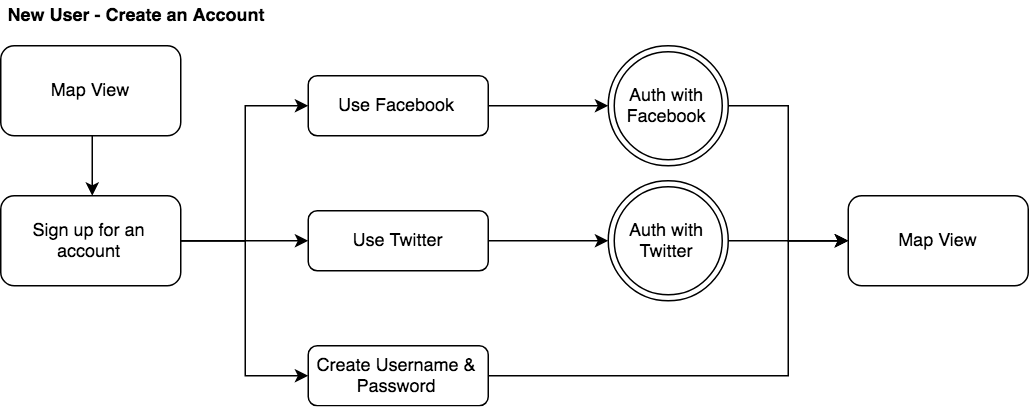 New User - Create an Account
Map View
Use Facebook
Auth with
Facebook
Sign up for an
account
Use Twitter
Auth with
Twitter
Map View
Create Username &
Password